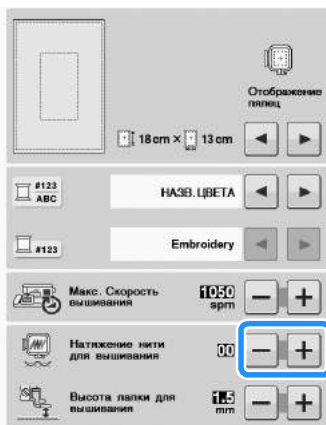 Отображение
пялец
18 cm × 13 cm
#123
ABC
НАЗВ. ЦВЕТА
#123
Embroidery
Макс. Скорость
вышивания
1050
spm
Натяжение нити
для вышивания
00
Высота лапки для
вышивания
1.5
mm